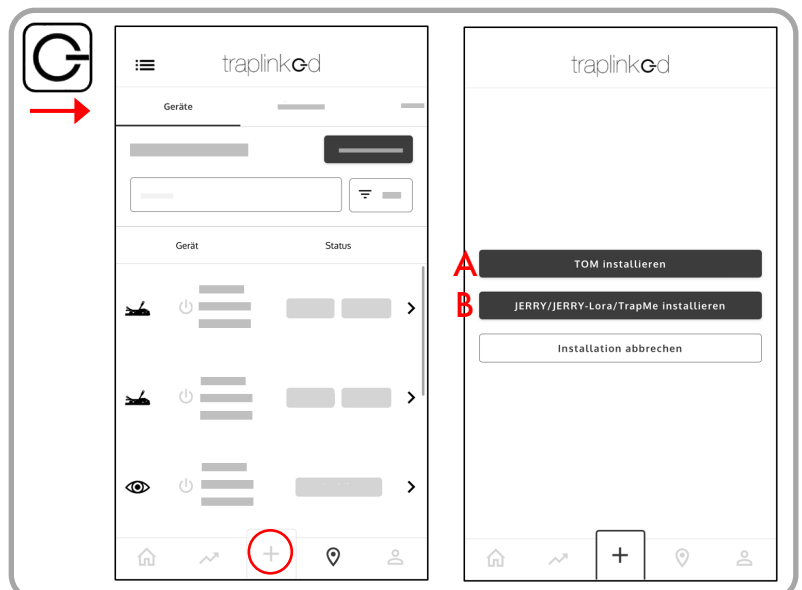 traplinked
Geräte
Gerät Status
traplinked
A TOM installieren
B JERRY/JERRY-Lora/TrapMe installieren
Installation abbrechen